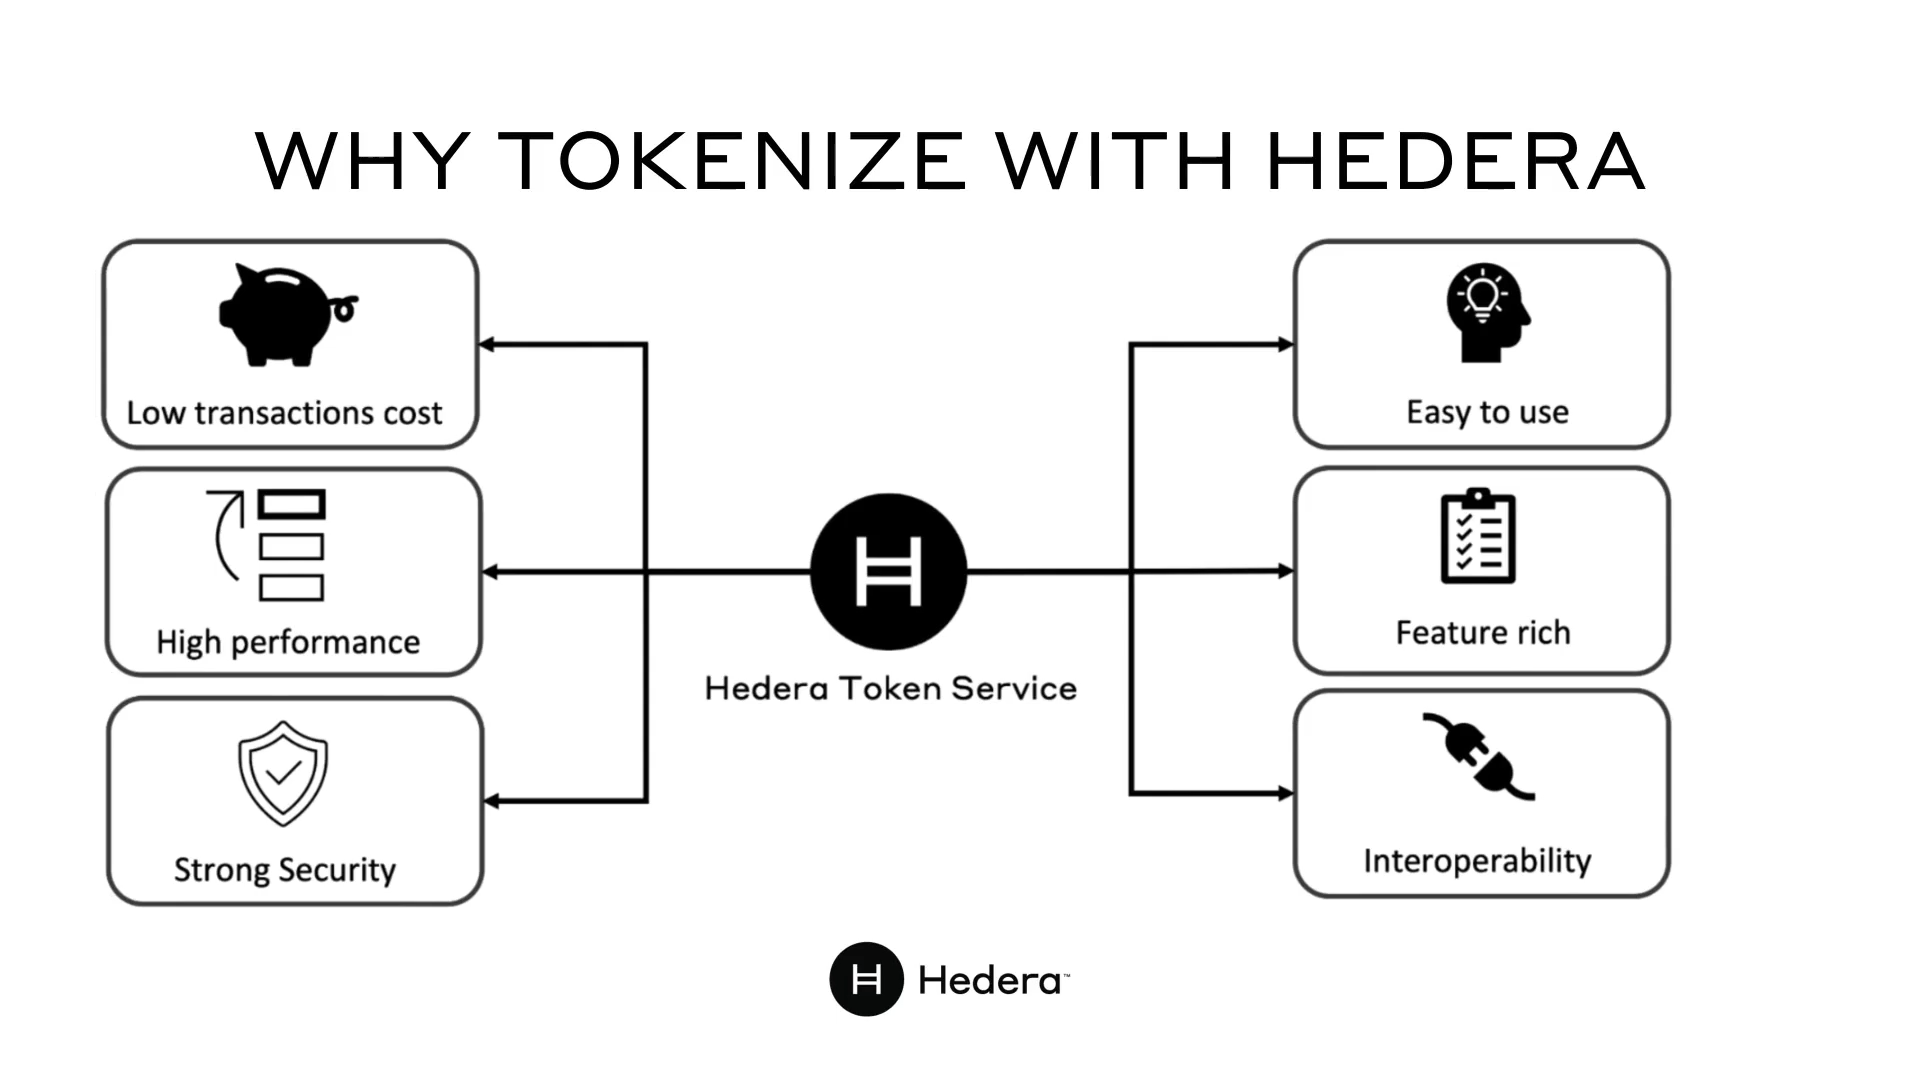 WHY TOKENIZE WITH HEDERA
Low transactions cost
High performance
Strong Security
Hedera Token Service
Easy to use
Feature rich
Interoperability
Hedera™